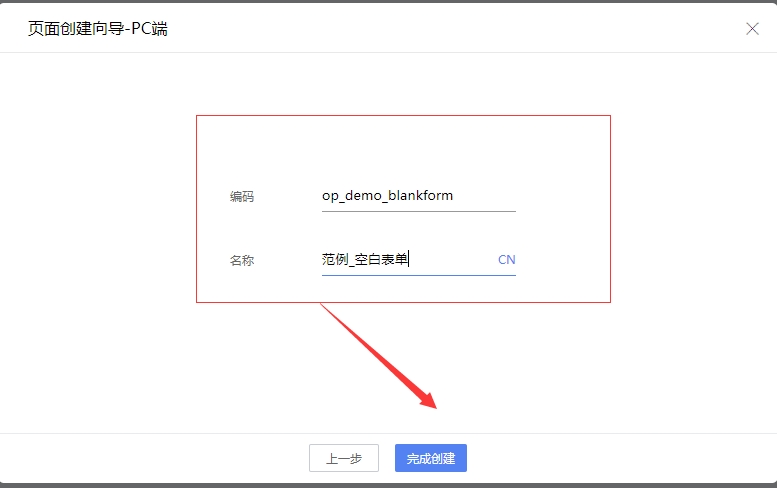 页面创建向导-PC端
编码 op_demo_blankform
名称 范例_空白表单 CN
上一步 完成创建